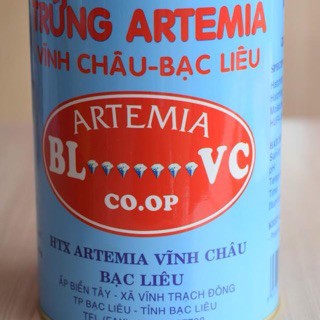 TRỨNG ARTEMIA
VĨNH CHÂU-BẠC LIÊU
ARTEMIA
BL VC
CO.OP
HTX ARTEMIA VĨNH CHÂU
BẠC LIÊU
ẤP BIỂN TÂY - XÃ VĨNH TRẠCH ĐÔNG
TP BẠC LIÊU - TỈNH BẠC LIÊU